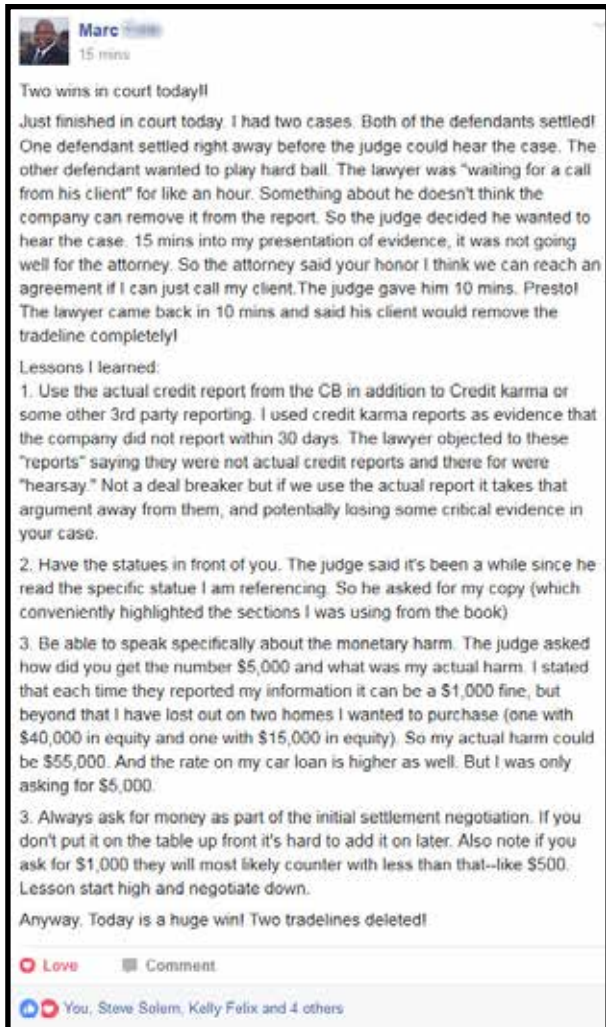 Marc
15 mins
Two wins in court today!!
Just finished in court today. I had two cases. Both of the defendants settled!
One defendant settled right away before the judge could hear the case. The
other defendant wanted to play hard ball. The lawyer was "waiting for a call
from his client" for like an hour. Something about he doesn't think the
company can remove it from the report. So the judge decided he wanted to
hear the case. 15 mins into my presentation of evidence, it was not going
well for the attorney. So the attorney said your honor I think we can reach an
agreement if I can just call my client.The judge gave him 10 mins. Presto!
The lawyer came back in 10 mins and said his client would remove the
tradeline completely!
Lessons I learned:
1. Use the actual credit report from the CB in addition to Credit karma or
some other 3rd party reporting. I used credit karma reports as evidence that
the company did not report within 30 days. The lawyer objected to these
"reports" saying they were not actual credit reports and there for were
"hearsay." Not a deal breaker but if we use the actual report it takes that
argument away from them, and potentially losing some critical evidence in
your case.
2. Have the statues in front of you. The judge said it's been a while since he
read the specific statue I am referencing. So he asked for my copy (which
conveniently highlighted the sections I was using from the book)
3. Be able to speak specifically about the monetary harm. The judge asked
how did you get the number $5,000 and what was my actual harm. I stated
that each time they reported my information it can be a $1,000 fine, but
beyond that I have lost out on two homes I wanted to purchase (one with
$40,000 in equity and one with $15,000 in equity). So my actual harm could
be $55,000. And the rate on my car loan is higher as well. But I was only
asking for $5,000.
3. Always ask for money as part of the initial settlement negotiation. If you
don't put it on the table up front it's hard to add it on later. Also note if you
ask for $1,000 they will most likely counter with less than that--like $500.
Lesson start high and negotiate down.
Anyway. Today is a huge win! Two tradelines deleted!
Love Comment
You, Steve Solem, Kelly Felix and 4 others